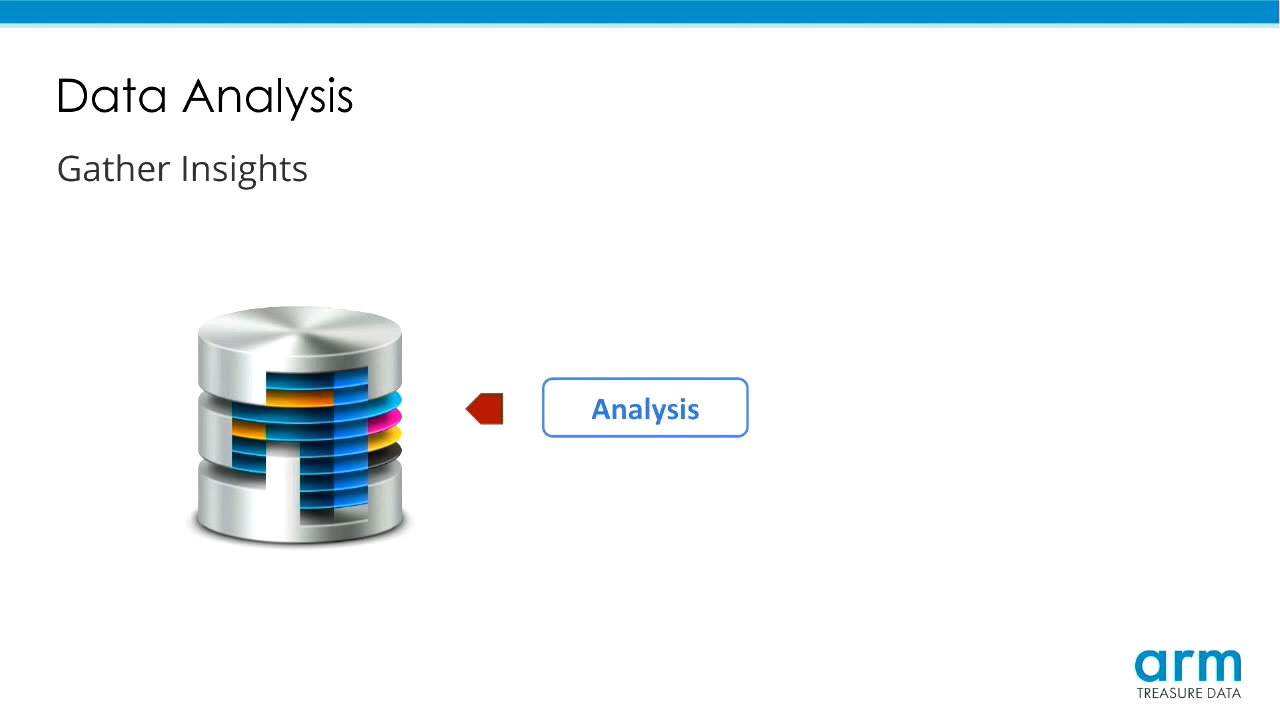 Data Analysis
Gather Insights
Analysis
arm
TREASURE DATA